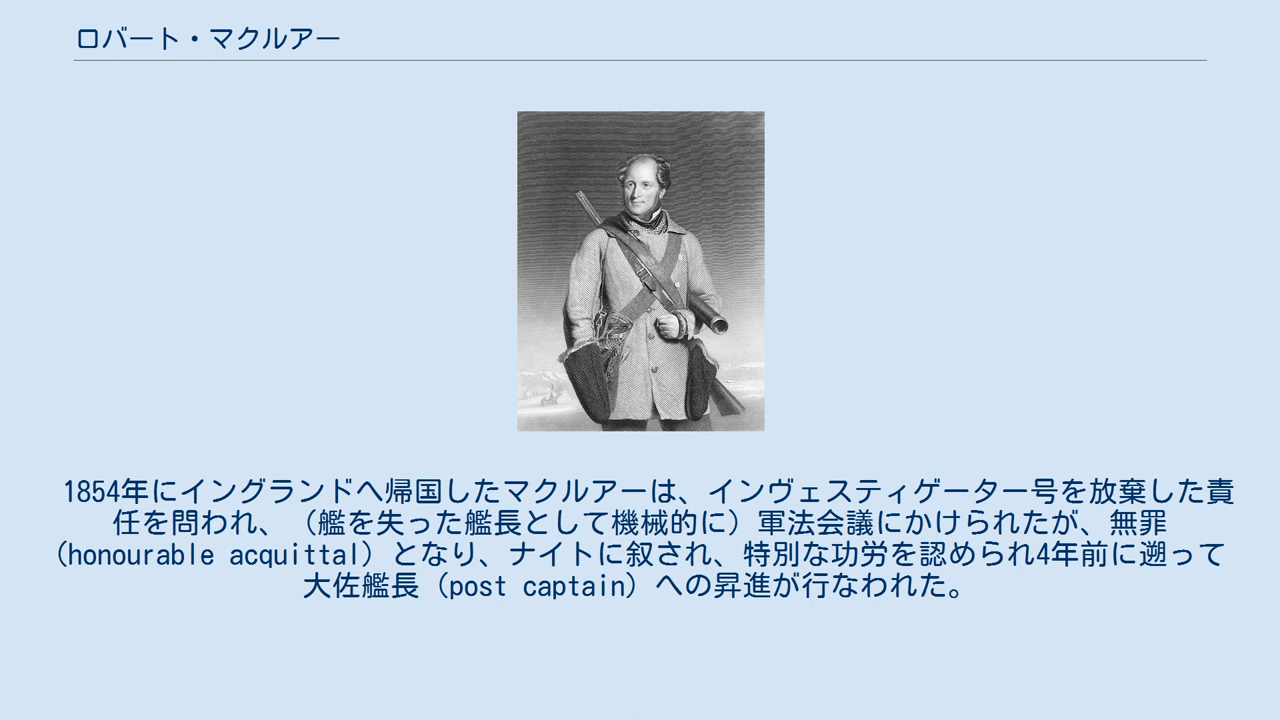 ロバート・マクルアー
1854年にイングランドへ帰国したマクルアーは、インヴェスティゲーター号を放棄した責
任を問われ、（艦を失った艦長として機械的に）軍法会議にかけられたが、無罪
（honourable acquittal）となり、ナイトに叙され、特別な功労を認められ4年前に遡って
大佐艦長（post captain）への昇進が行なわれた。